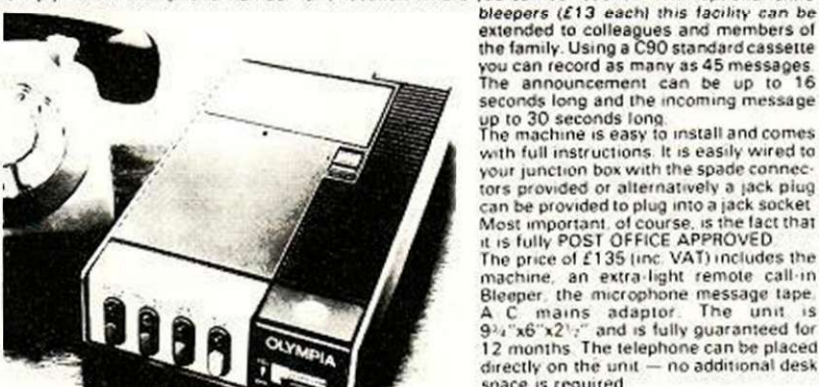 bleepers (£13 each) this facility can be
extended to colleagues and members of
the family. Using a C90 standard cassette
you can record as many as 45 messages.
The announcement can be up to 16
seconds long and the incoming message
up to 30 seconds long.
The machine is easy to install and comes
with full instructions. It is easily wired to
your junction box with the spade connec-
tors provided or alternatively a jack plug
can be provided to plug into a jack socket.
Most important, of course, is the fact that
it is fully POST OFFICE APPROVED.
The price of £135 (inc. VAT) includes the
machine, an extra-light remote call-in
Bleeper, the microphone message tape,
A.C. mains adaptor. The unit is
9¾"x6"x2½" and is fully guaranteed for
12 months. The telephone can be placed
directly on the unit — no additional desk
space is required
OLYMPIA